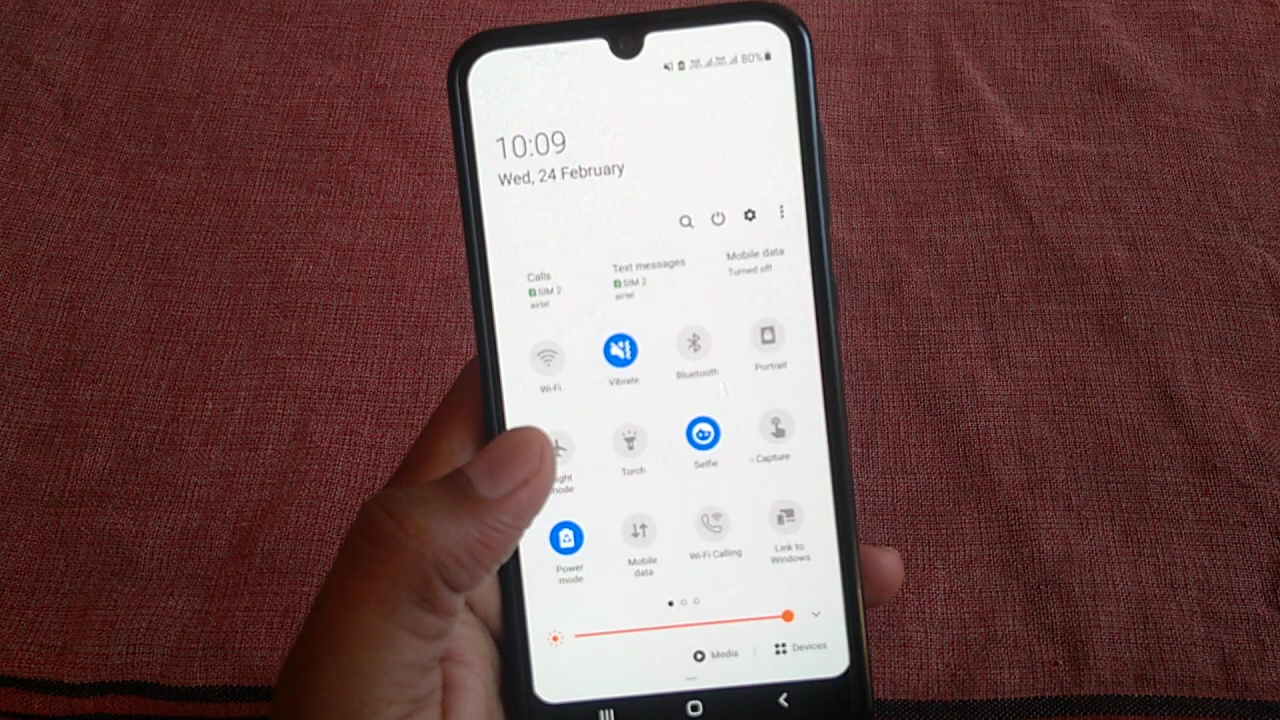 80%
10:09
Wed, 24 February
Calls
SIM 2
airtel
Text messages
SIM 2
airtel
Mobile data
Turned off
Wi-Fi
Vibrate
Bluetooth
Portrait
ight
mode
Torch
Selfie
Capture
Power
mode
Mobile
data
Wi-Fi Calling
Link to
Windows
Media
Devices